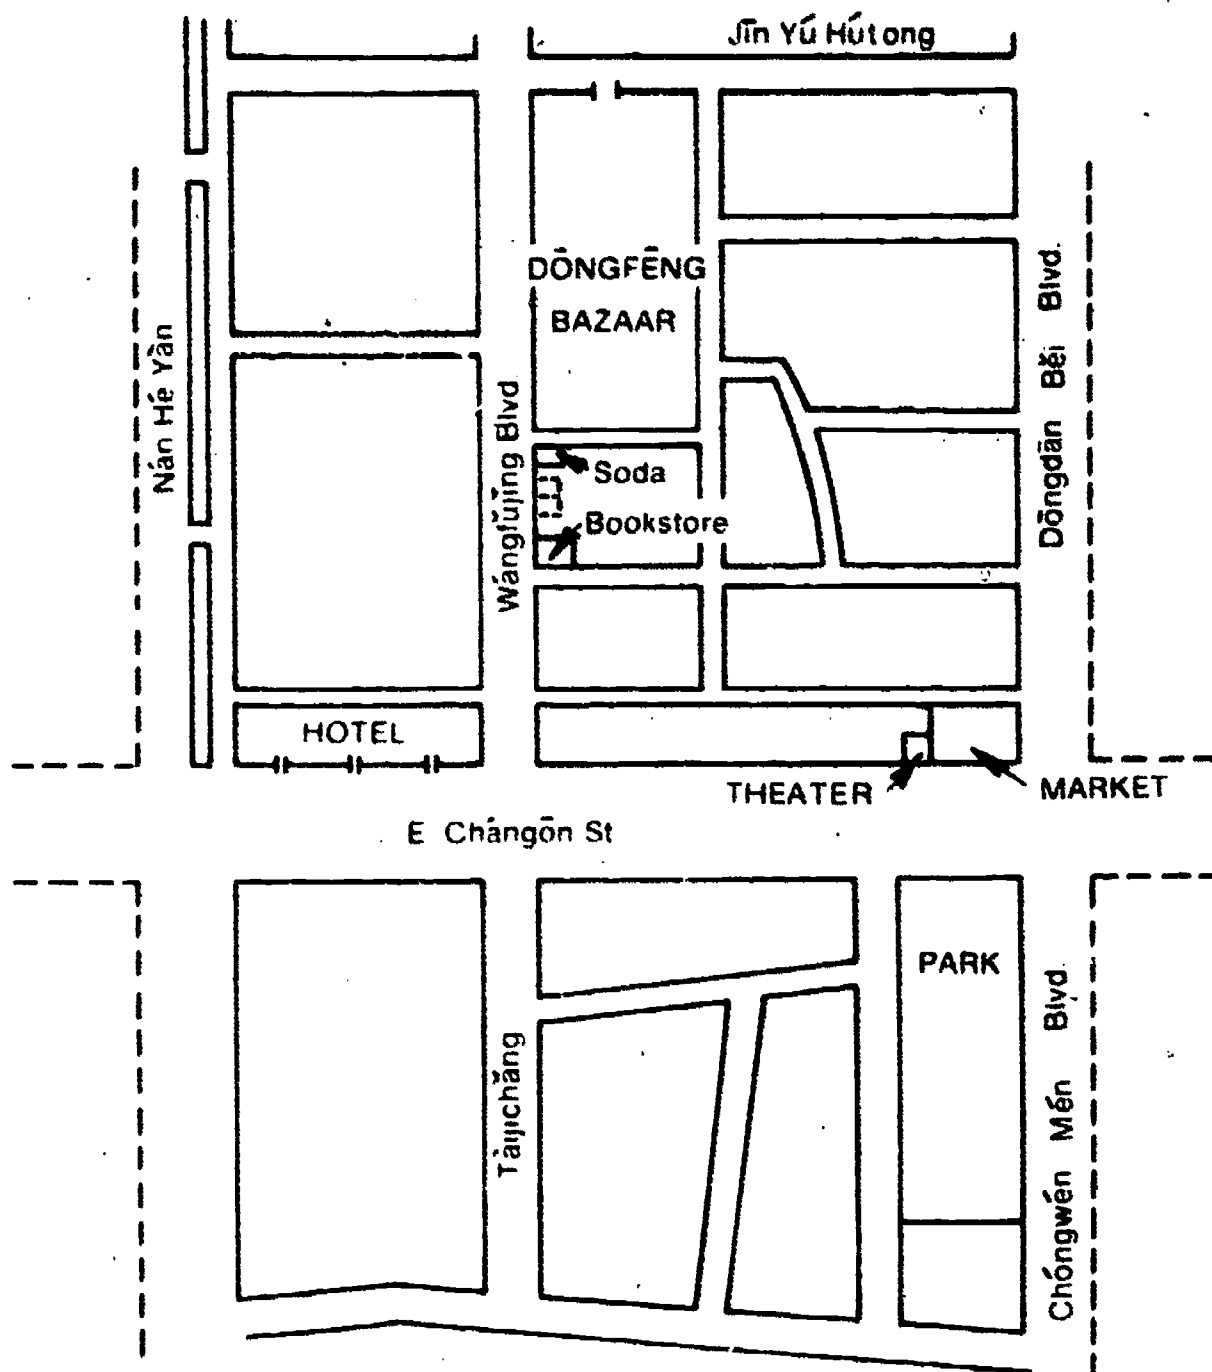 Jīn Yú Hútong
DŌNGFĒNG
BAZAAR
Nán Hé Yàn
Wángfǔjǐng Blvd
Soda
Bookstore
Dōngdān Běi Blvd.
HOTEL
THEATER
MARKET
E Chángōn St
PARK
Tàijichǎng
Chóngwén Mén Blvd